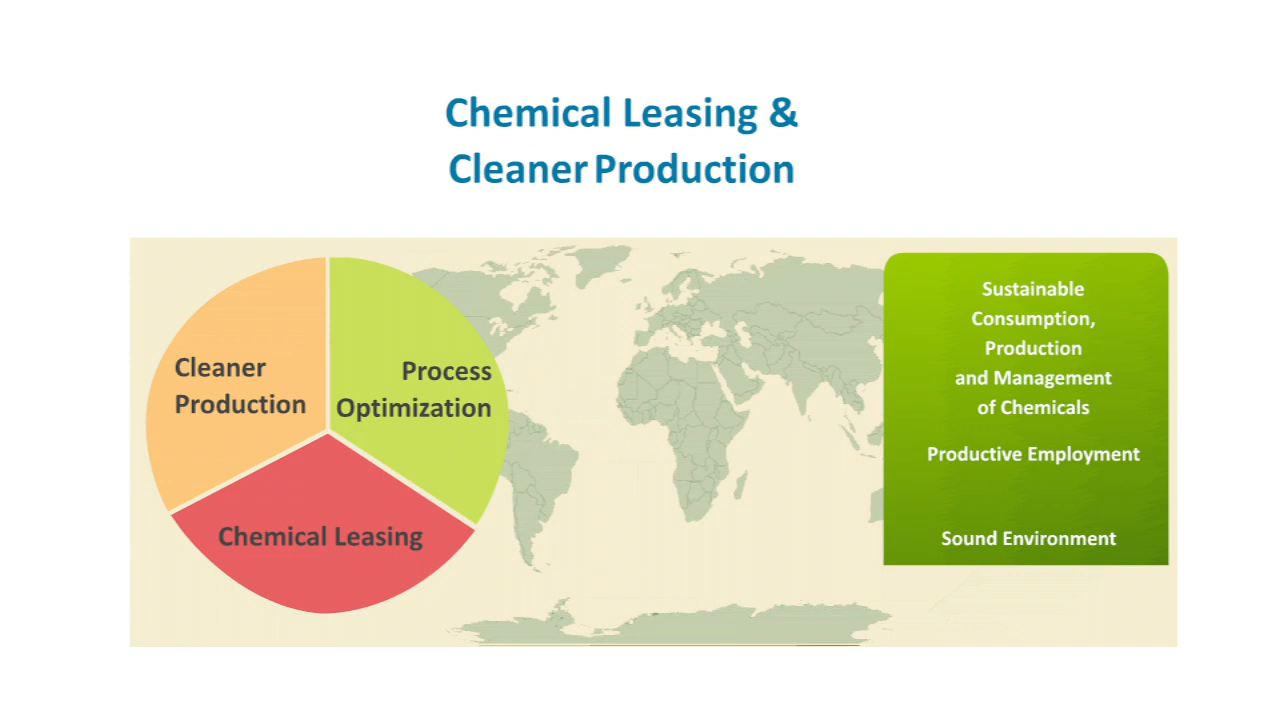 Chemical Leasing &
Cleaner Production
Cleaner
Production
Process
Optimization
Chemical Leasing
Sustainable
Consumption,
Production
and Management
of Chemicals
Productive Employment
Sound Environment